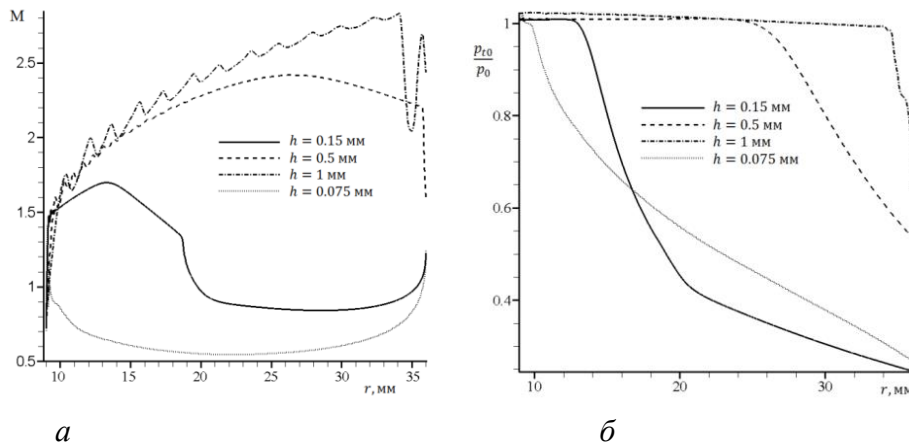 M
2.5
2
1.5
1
0.5
10
15
20
25
30
35
r, мм
h = 0.15 мм
h = 0.5 мм
h = 1 мм
h = 0.075 мм
а
p_t0
p_0
1
0.8
0.6
0.4
10
20
30
r, мм
h = 0.15 мм
h = 0.5 мм
h = 1 мм
h = 0.075 мм
б